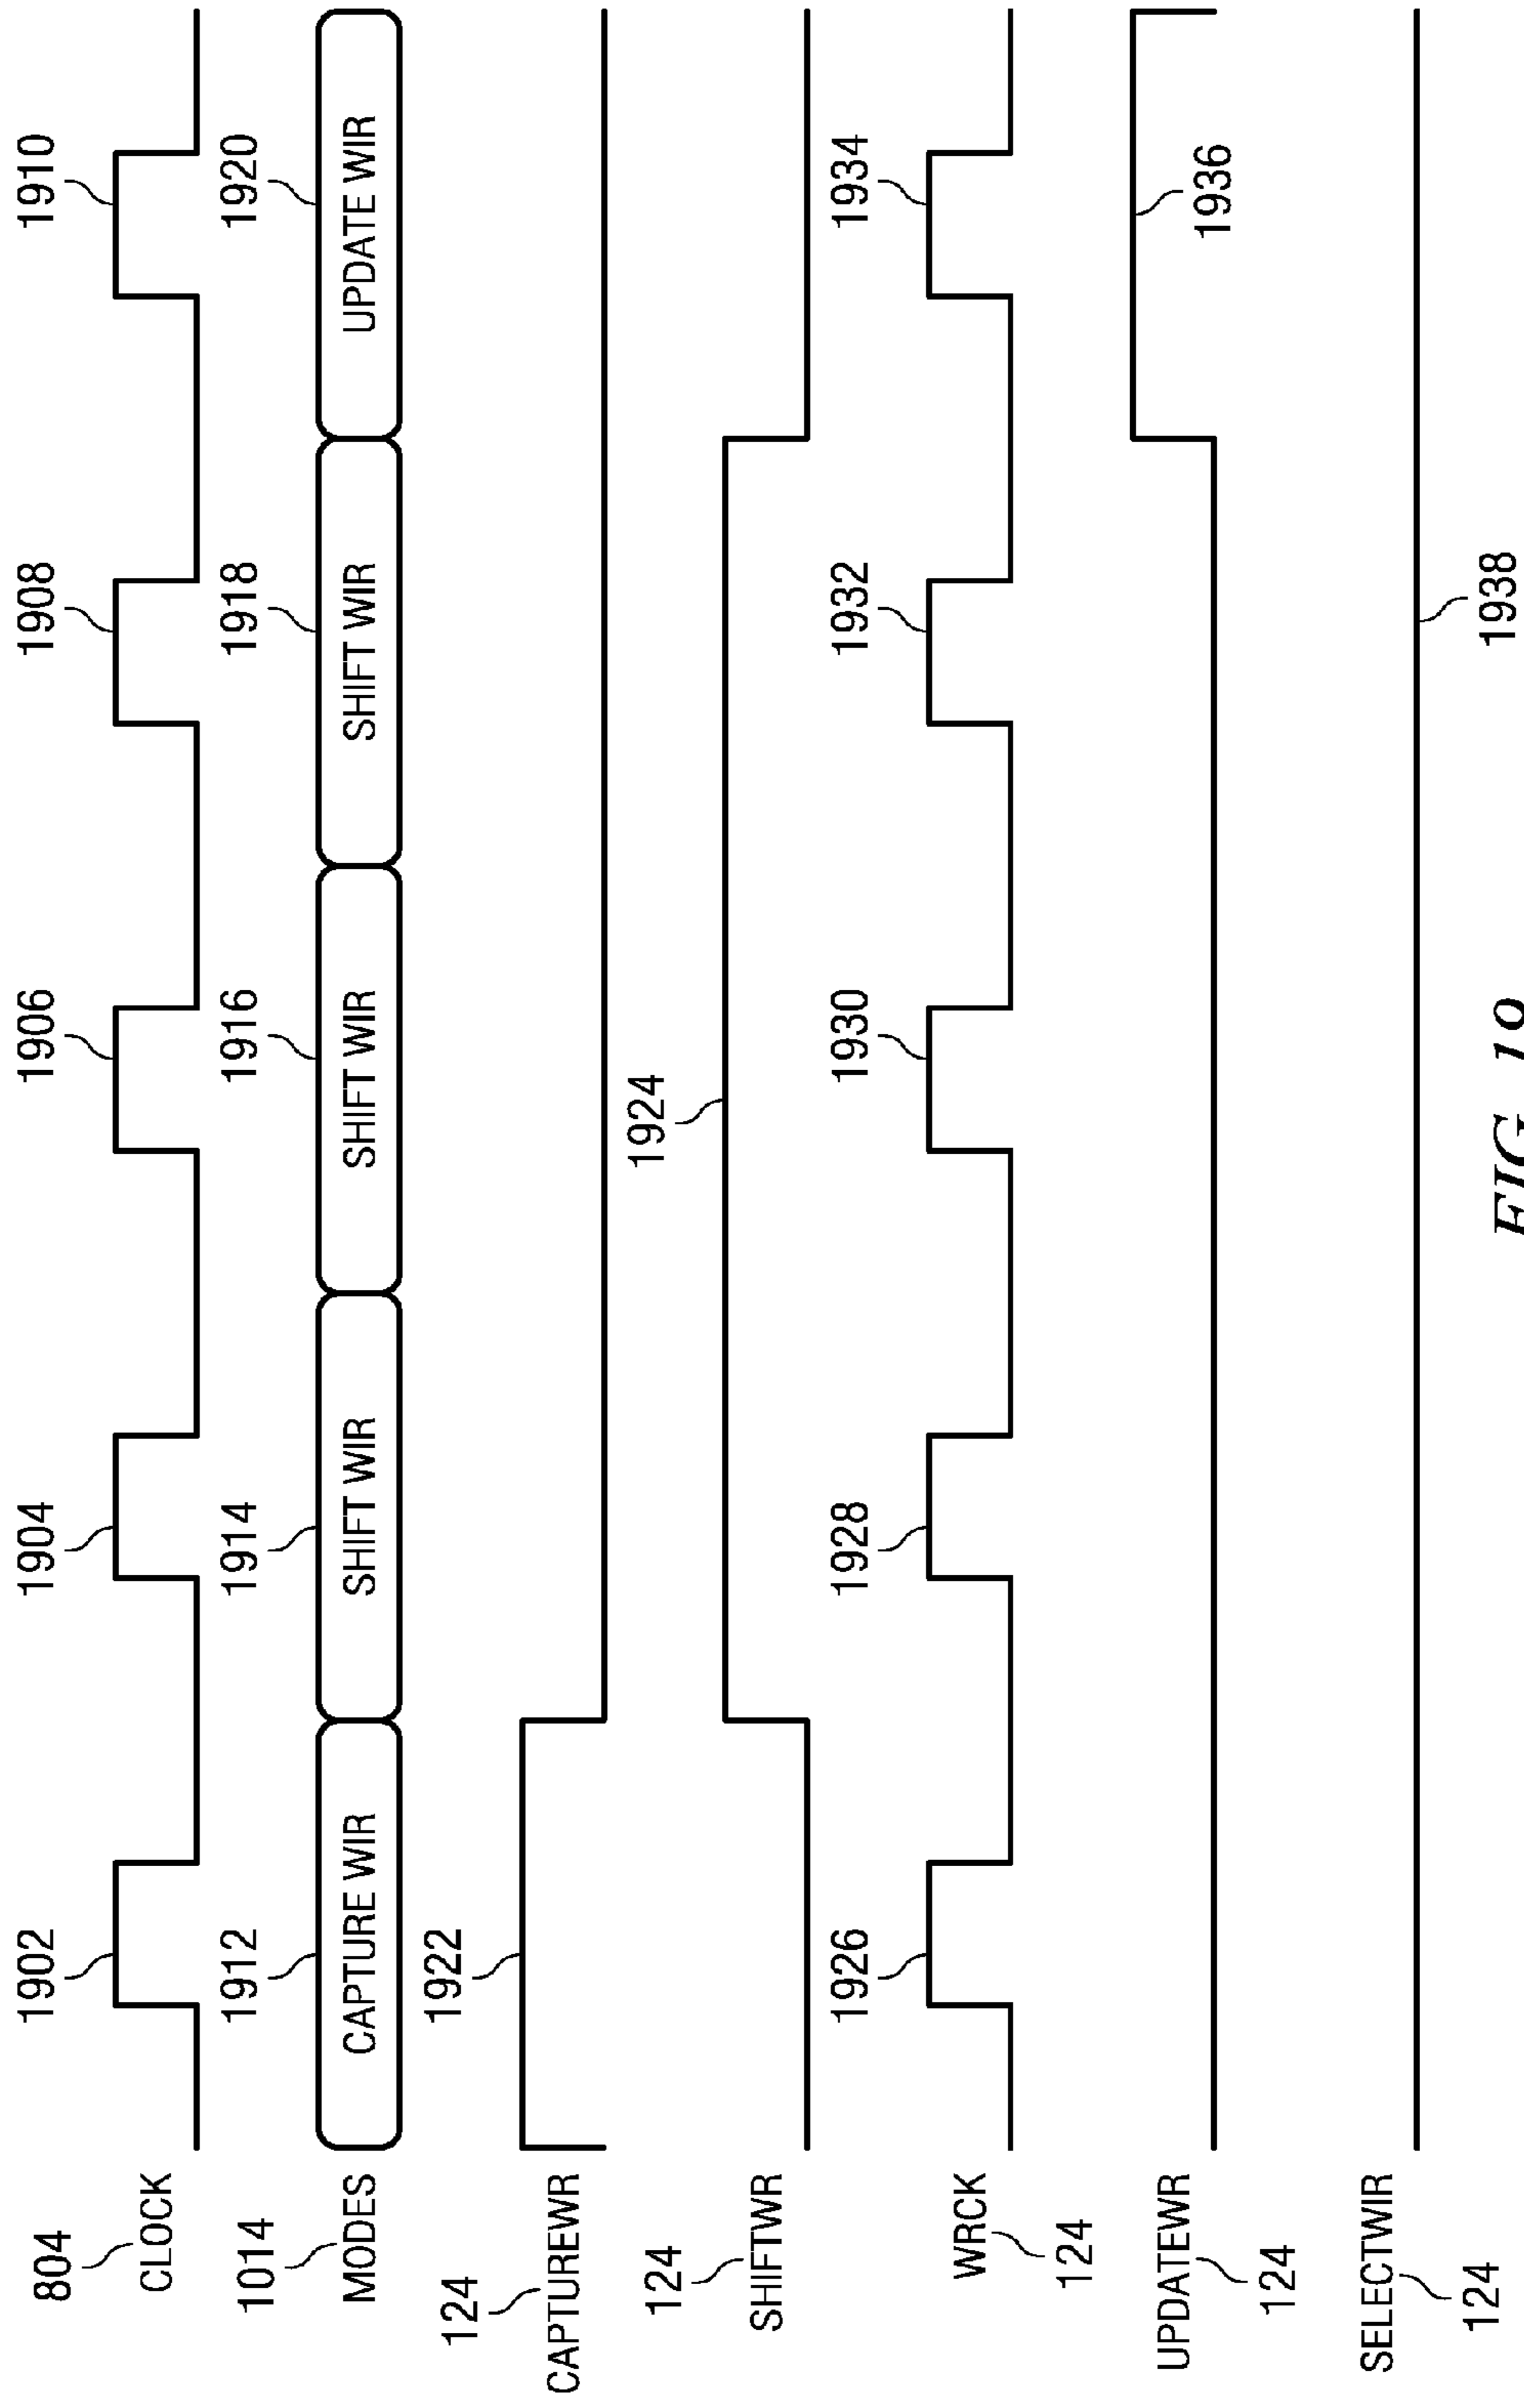 804
CLOCK
1902
1904
1906
1908
1910
1014
MODES
1912
1914
1916
1918
1920
CAPTURE WIR
SHIFT WIR
SHIFT WIR
SHIFT WIR
UPDATE WIR
124
CAPTUREWR
1922
124
SHIFTWR
1924
WRCK
124
1926
1928
1930
1932
1934
UPDATEWR
124
1936
SELECTWIR
124
1938
FIG. 19